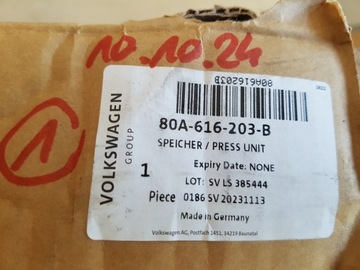 10.10.24
1
VOLKSWAGEN
GROUP
80A616203B
80A-616-203-B
SPEICHER / PRESS UNIT
Expiry Date: NONE
LOT: SV LS 385444
1
Piece 0186 SV 20231113
Made in Germany
Volkswagen AG, Postfach 1451, 34219 Baunatal